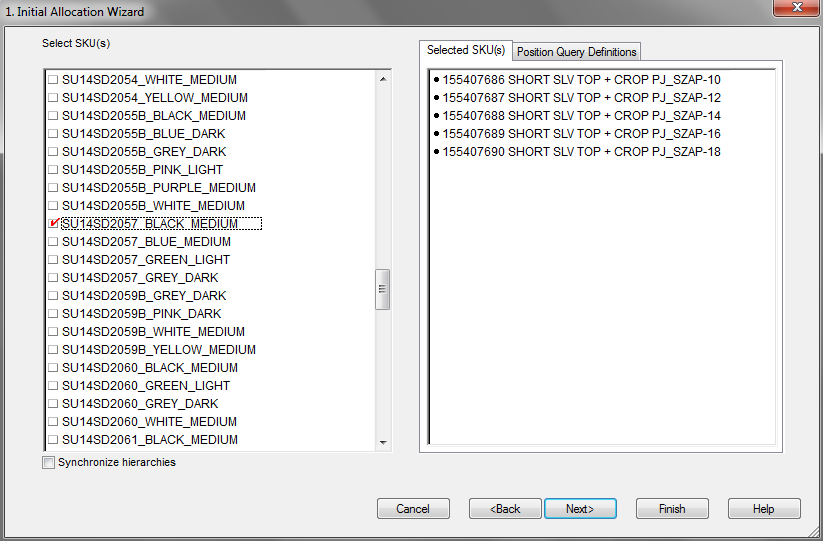 1. Initial Allocation Wizard
Select SKU(s)
SU14SD2054_WHITE_MEDIUM
SU14SD2054_YELLOW_MEDIUM
SU14SD2055B_BLACK_MEDIUM
SU14SD2055B_BLUE_DARK
SU14SD2055B_GREY_DARK
SU14SD2055B_PINK_LIGHT
SU14SD2055B_PURPLE_MEDIUM
SU14SD2055B_WHITE_MEDIUM
SU14SD2057_BLACK_MEDIUM
SU14SD2057_BLUE_MEDIUM
SU14SD2057_GREEN_LIGHT
SU14SD2057_GREY_DARK
SU14SD2059B_GREY_DARK
SU14SD2059B_PINK_DARK
SU14SD2059B_WHITE_MEDIUM
SU14SD2059B_YELLOW_MEDIUM
SU14SD2060_BLACK_MEDIUM
SU14SD2060_GREEN_LIGHT
SU14SD2060_GREY_DARK
SU14SD2060_WHITE_MEDIUM
SU14SD2061_BLACK_MEDIUM
Synchronize hierarchies
Selected SKU(s) Position Query Definitions
155407686 SHORT SLV TOP + CROP PJ_SZAP-10
155407687 SHORT SLV TOP + CROP PJ_SZAP-12
155407688 SHORT SLV TOP + CROP PJ_SZAP-14
155407689 SHORT SLV TOP + CROP PJ_SZAP-16
155407690 SHORT SLV TOP + CROP PJ_SZAP-18
Cancel <Back Next> Finish Help